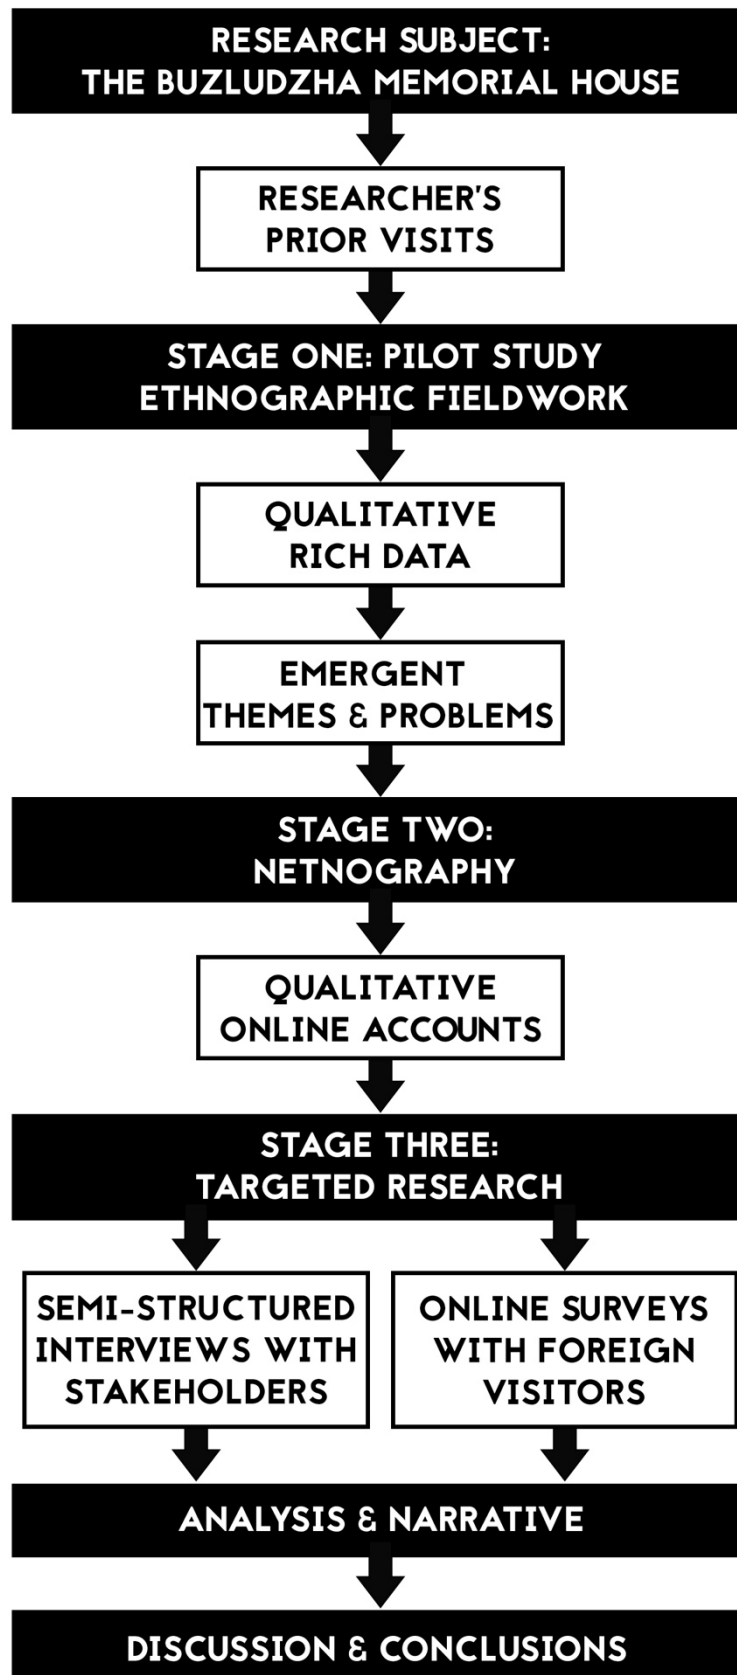 RESEARCH SUBJECT:
THE BUZLUDZHA MEMORIAL HOUSE
RESEARCHER'S
PRIOR VISITS
STAGE ONE: PILOT STUDY
ETHNOGRAPHIC FIELDWORK
QUALITATIVE
RICH DATA
EMERGENT
THEMES & PROBLEMS
STAGE TWO:
NETNOGRAPHY
QUALITATIVE
ONLINE ACCOUNTS
STAGE THREE:
TARGETED RESEARCH
SEMI-STRUCTURED
INTERVIEWS WITH
STAKEHOLDERS
ONLINE SURVEYS
WITH FOREIGN
VISITORS
ANALYSIS & NARRATIVE
DISCUSSION & CONCLUSIONS